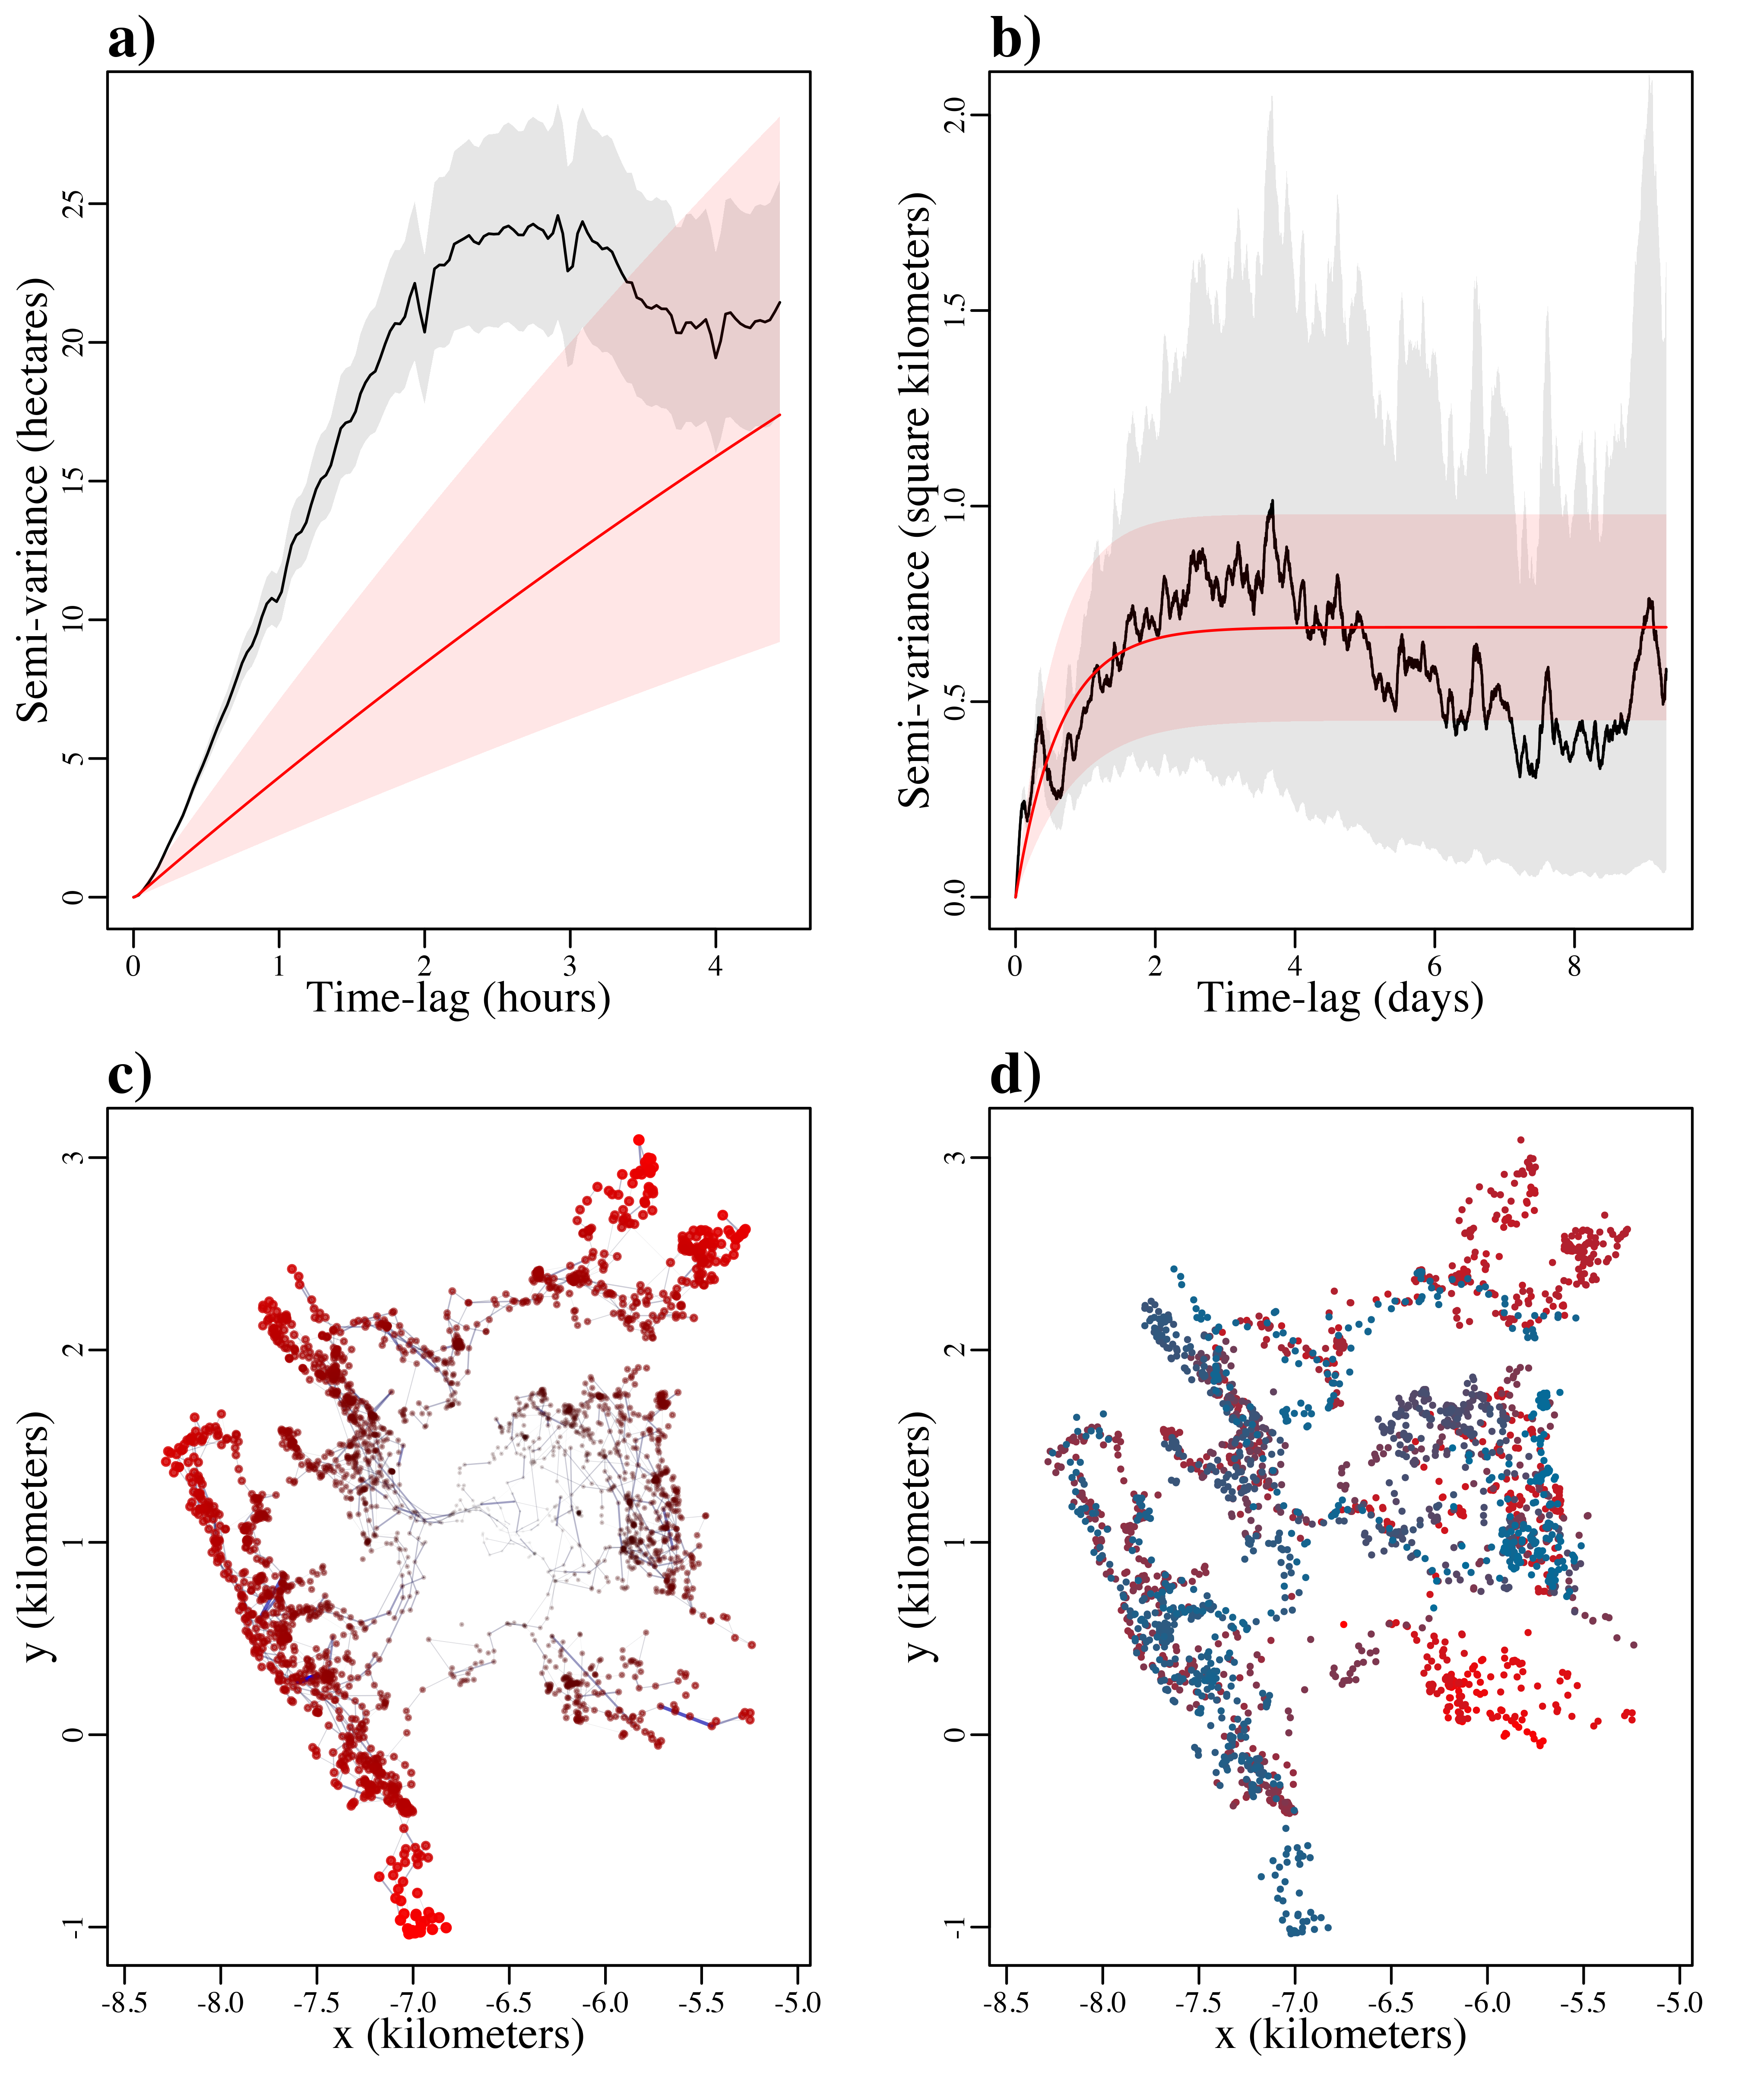 a)
Semi-variance (hectares)
0 5 10 15 20 25
0 1 2 3 4
Time-lag (hours)
b)
Semi-variance (square kilometers)
0.0 0.5 1.0 1.5 2.0
0 2 4 6 8
Time-lag (days)
c)
y (kilometers)
-1 0 1 2 3
-8.5 -8.0 -7.5 -7.0 -6.5 -6.0 -5.5 -5.0
x (kilometers)
d)
y (kilometers)
-1 0 1 2 3
-8.5 -8.0 -7.5 -7.0 -6.5 -6.0 -5.5 -5.0
x (kilometers)